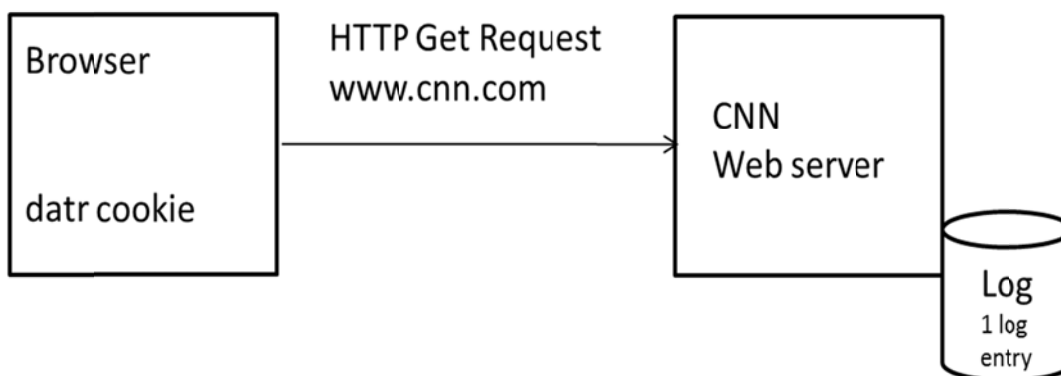 Browser
datr cookie
HTTP Get Request
www.cnn.com
CNN
Web server
Log
1 log
entry